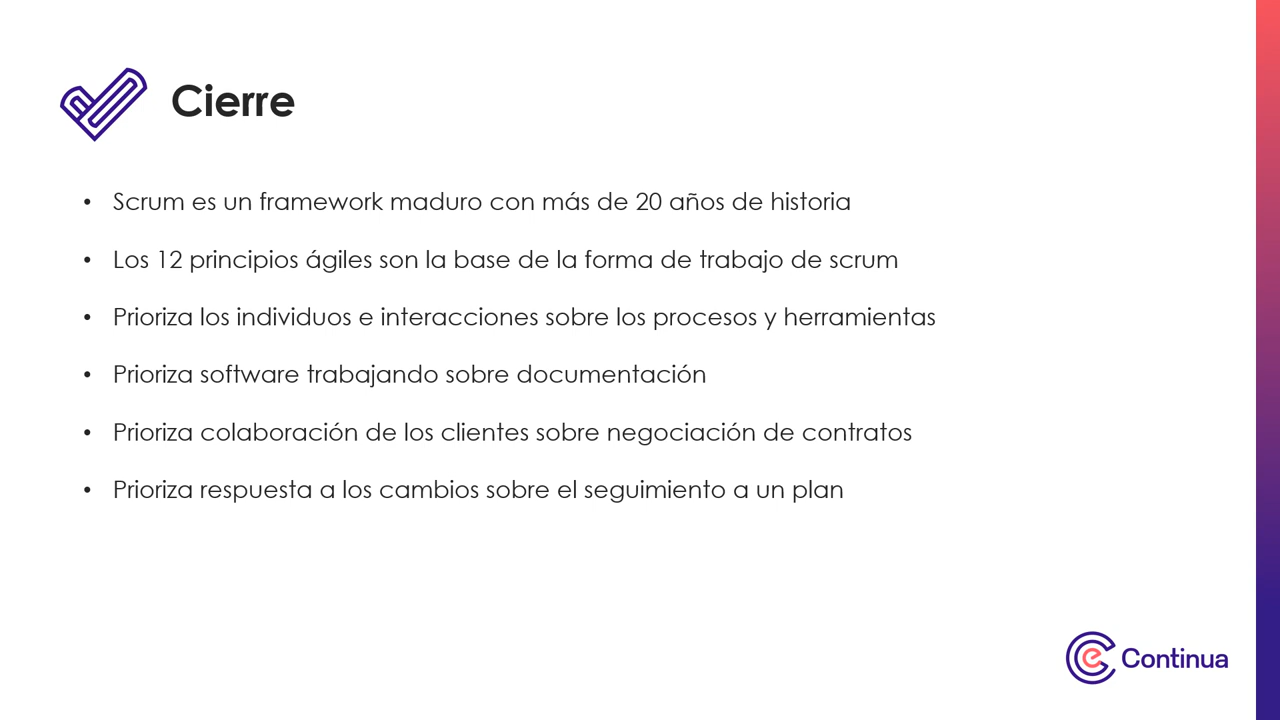 Cierre
• Scrum es un framework maduro con más de 20 años de historia
• Los 12 principios ágiles son la base de la forma de trabajo de scrum
• Prioriza los individuos e interacciones sobre los procesos y herramientas
• Prioriza software trabajando sobre documentación
• Prioriza colaboración de los clientes sobre negociación de contratos
• Prioriza respuesta a los cambios sobre el seguimiento a un plan
Continua